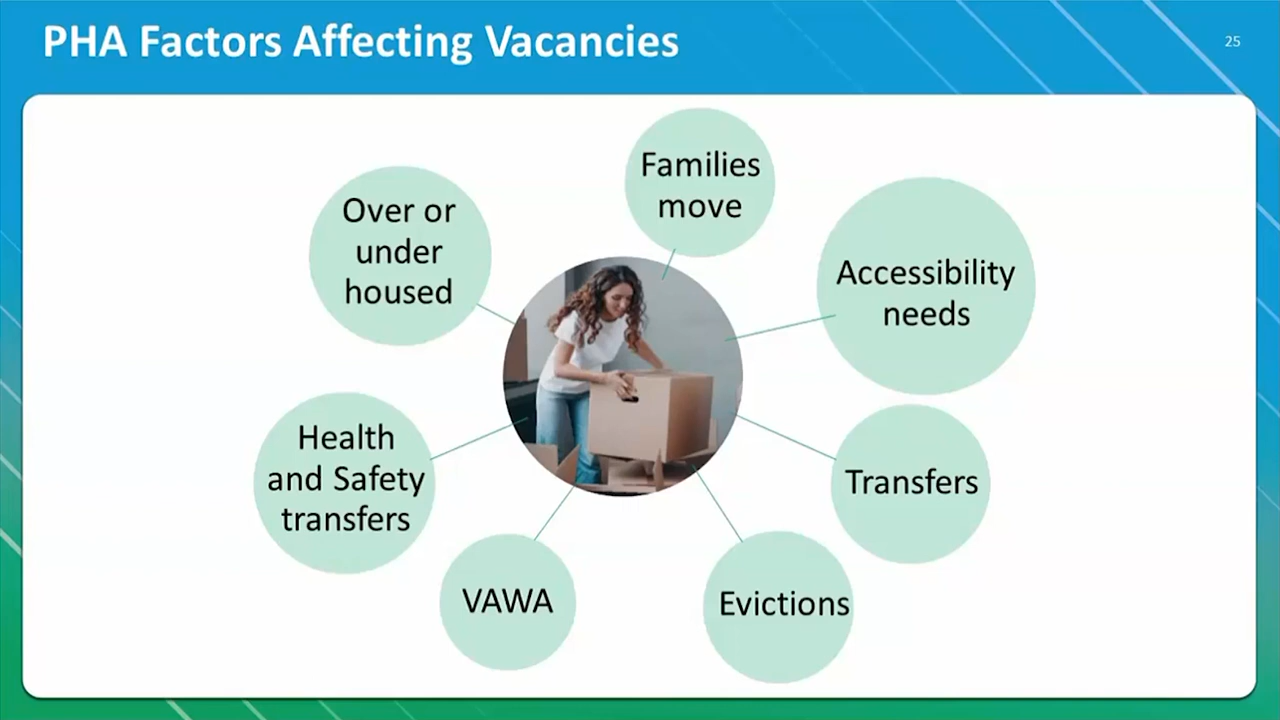 PHA Factors Affecting Vacancies
25
Families
move
Accessibility
needs
Transfers
Evictions
VAWA
Health
and Safety
transfers
Over or
under
housed